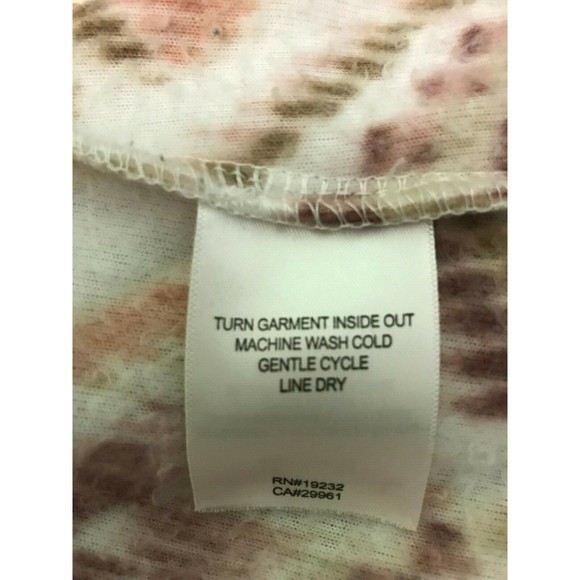 TURN GARMENT INSIDE OUT
MACHINE WASH COLD
GENTLE CYCLE
LINE DRY
RN#19232
CA#29961